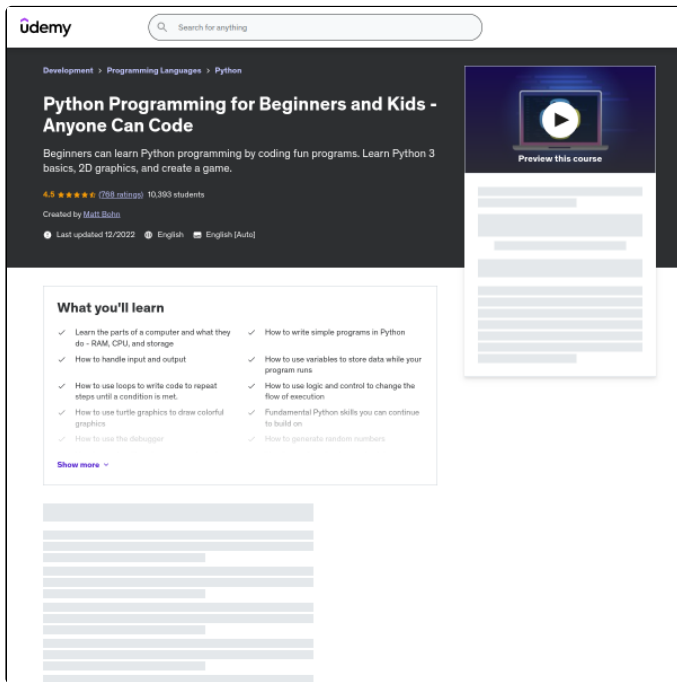 ûdemy
Search for anything
Development > Programming Languages > Python
Python Programming for Beginners and Kids -
Anyone Can Code
Beginners can learn Python programming by coding fun programs. Learn Python 3
basics, 2D graphics, and create a game.
4.5 (768 ratings) 10,393 students
Created by Matt Bohn
Last updated 12/2022 English English [Auto]
Preview this course
What you'll learn
Learn the parts of a computer and what they
do - RAM, CPU, and storage
How to write simple programs in Python
How to handle input and output
How to use variables to store data while your
program runs
How to use loops to write code to repeat
steps until a condition is met.
How to use logic and control to change the
flow of execution
How to use turtle graphics to draw colorful
graphics
Fundamental Python skills you can continue
to build on
How to use the debugger
How to generate random numbers
Show more